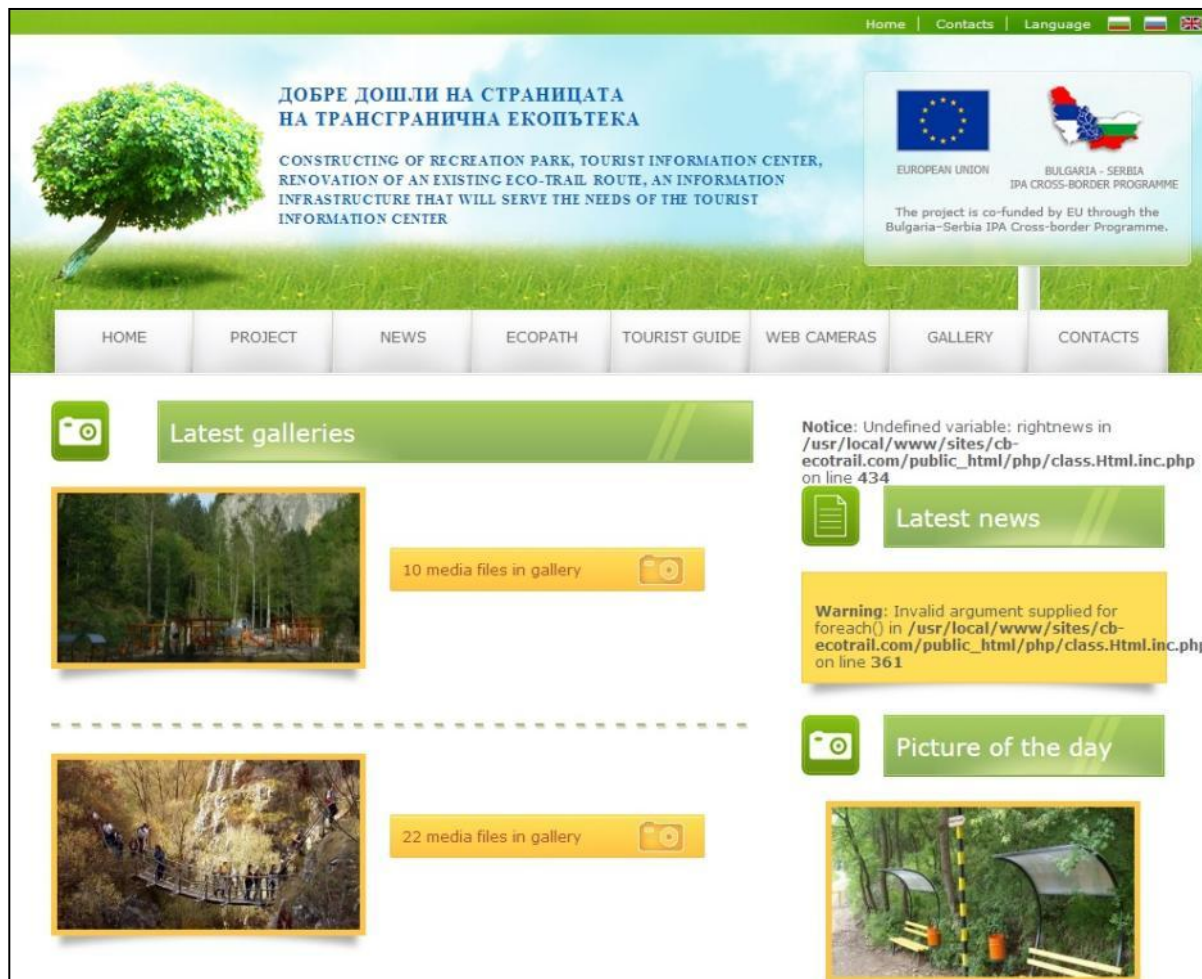 Home | Contacts | Language
ДОБРЕ ДОШЛИ НА СТРАНИЦАТА
НА ТРАНСГРАНИЧНА ЕКОПЪТЕКА
CONSTRUCTING OF RECREATION PARK, TOURIST INFORMATION CENTER,
RENOVATION OF AN EXISTING ECO-TRAIL ROUTE, AN INFORMATION
INFRASTRUCTURE THAT WILL SERVE THE NEEDS OF THE TOURIST
INFORMATION CENTER
EUROPEAN UNION
BULGARIA - SERBIA
IPA CROSS-BORDER PROGRAMME
The project is co-funded by EU through the
Bulgaria-Serbia IPA Cross-border Programme.
HOME PROJECT NEWS ECOPATH TOURIST GUIDE WEB CAMERAS GALLERY CONTACTS
Latest galleries
10 media files in gallery
22 media files in gallery
Notice: Undefined variable: rightnews in
/usr/local/www/sites/cb-
ecotrail.com/public_html/php/class.Html.inc.php
on line 434
Latest news
Warning: Invalid argument supplied for
foreach() in /usr/local/www/sites/cb-
ecotrail.com/public_html/php/class.Html.inc.php
on line 361
Picture of the day